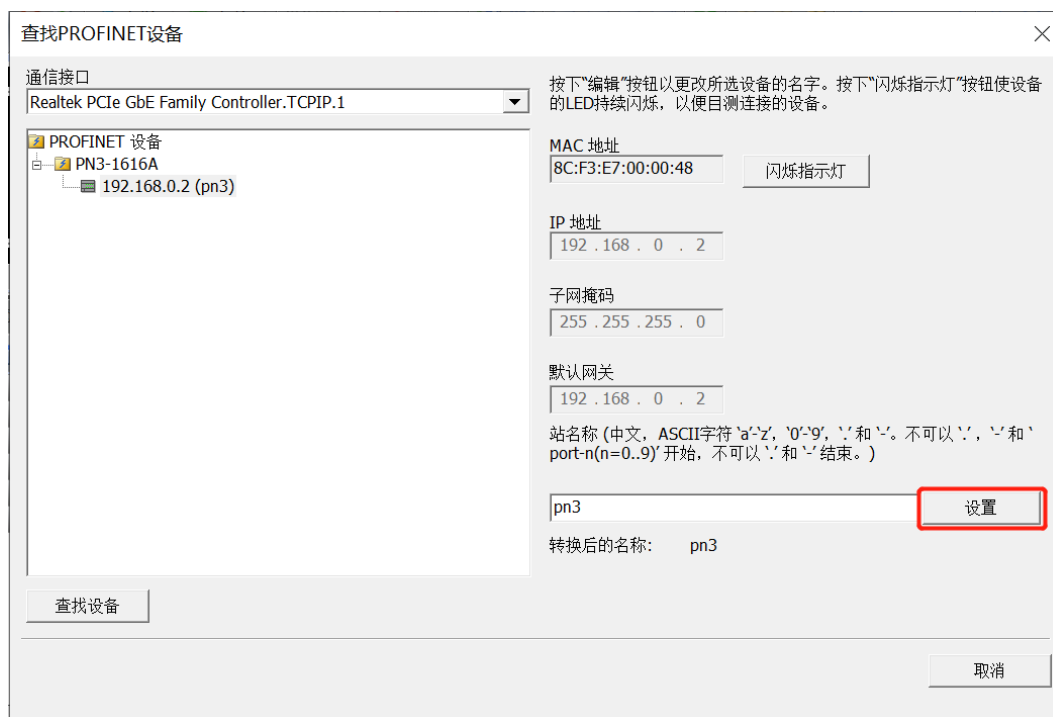 查找PROFINET设备
通信接口
Realtek PCIe GbE Family Controller.TCPIP.1
PROFINET 设备
PN3-1616A
192.168.0.2 (pn3)
查找设备
按下“编辑”按钮以更改所选设备的名字。按下“闪烁指示灯”按钮使设备
的LED持续闪烁，以便目测连接的设备。
MAC 地址
8C:F3:E7:00:00:48
闪烁指示灯
IP 地址
192 . 168 . 0 . 2
子网掩码
255 . 255 . 255 . 0
默认网关
192 . 168 . 0 . 2
站名称 (中文，ASCII字符 `a’-`z’, `0’-`9’, `.’ 和 `-’。不可以 `.’ , `-’ 和 `
port-n(n=0..9)’ 开始，不可以 `.’ 和 `-’ 结束。)
pn3
设置
转换后的名称: pn3
取消